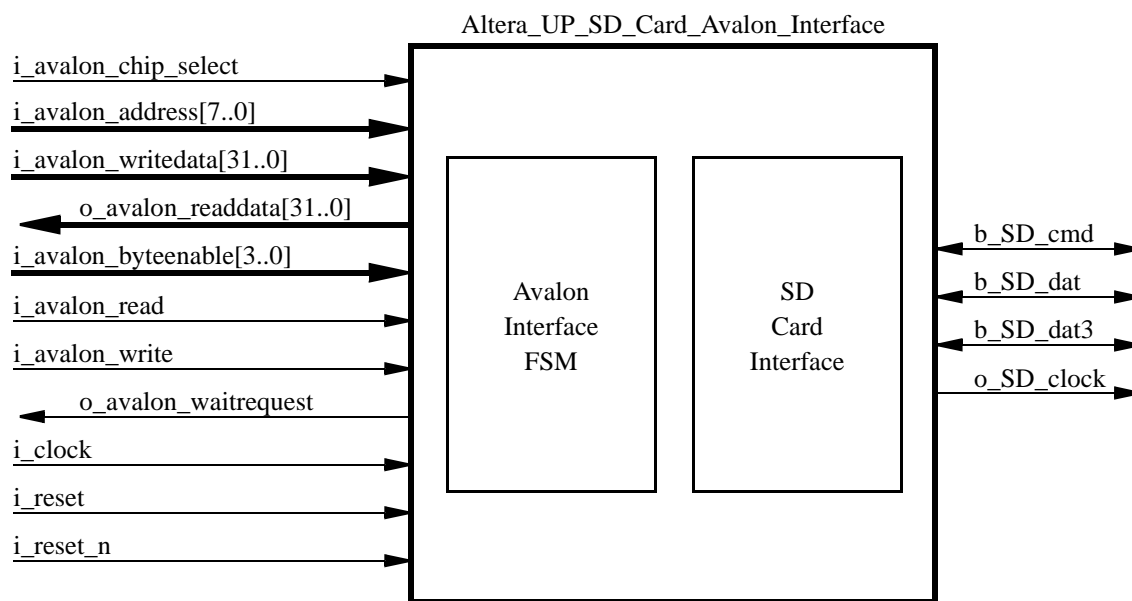 Altera_UP_SD_Card_Avalon_Interface
i_avalon_chip_select
i_avalon_address[7..0]
i_avalon_writedata[31..0]
o_avalon_readdata[31..0]
i_avalon_byteenable[3..0]
i_avalon_read
i_avalon_write
o_avalon_waitrequest
i_clock
i_reset
i_reset_n
Avalon
Interface
FSM
SD
Card
Interface
b_SD_cmd
b_SD_dat
b_SD_dat3
o_SD_clock